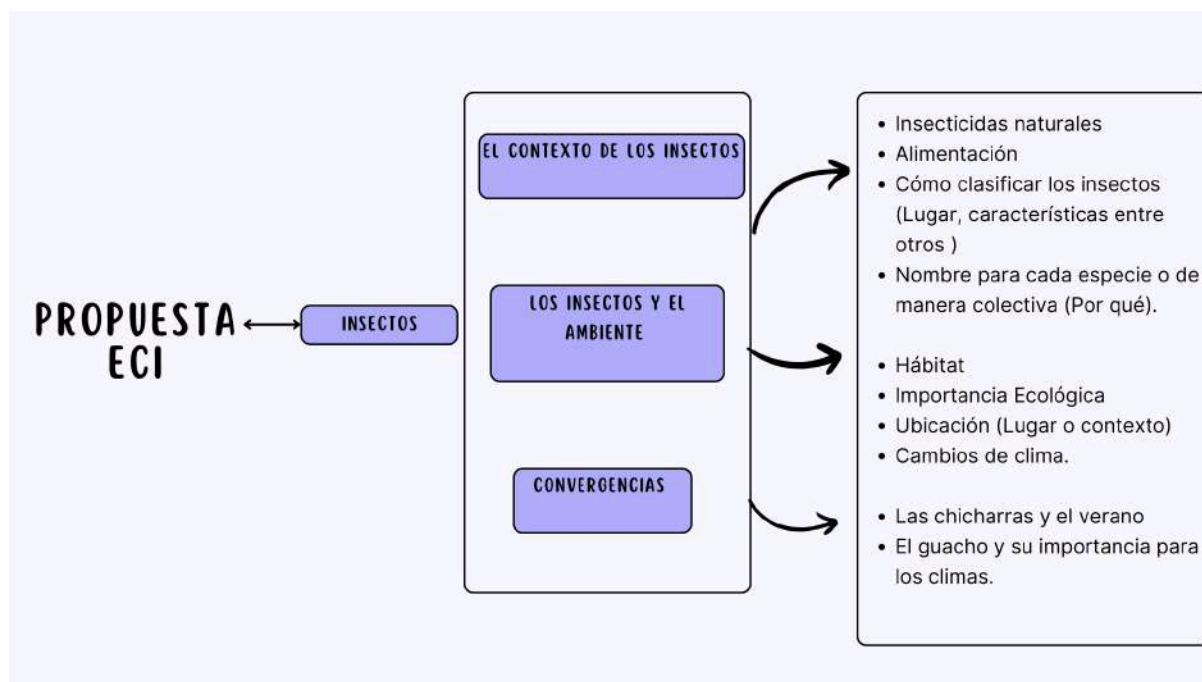 PROPUESTA
ECI
INSECTOS
EL CONTEXTO DE LOS INSECTOS
LOS INSECTOS Y EL
AMBIENTE
CONVERGENCIAS
• Insecticidas naturales
• Alimentación
• Cómo clasificar los insectos
(Lugar, características entre
otros )
• Nombre para cada especie o de
manera colectiva (Por qué).
• Hábitat
• Importancia Ecológica
• Ubicación (Lugar o contexto)
• Cambios de clima.
• Las chicharras y el verano
• El guacho y su importancia para
los climas.